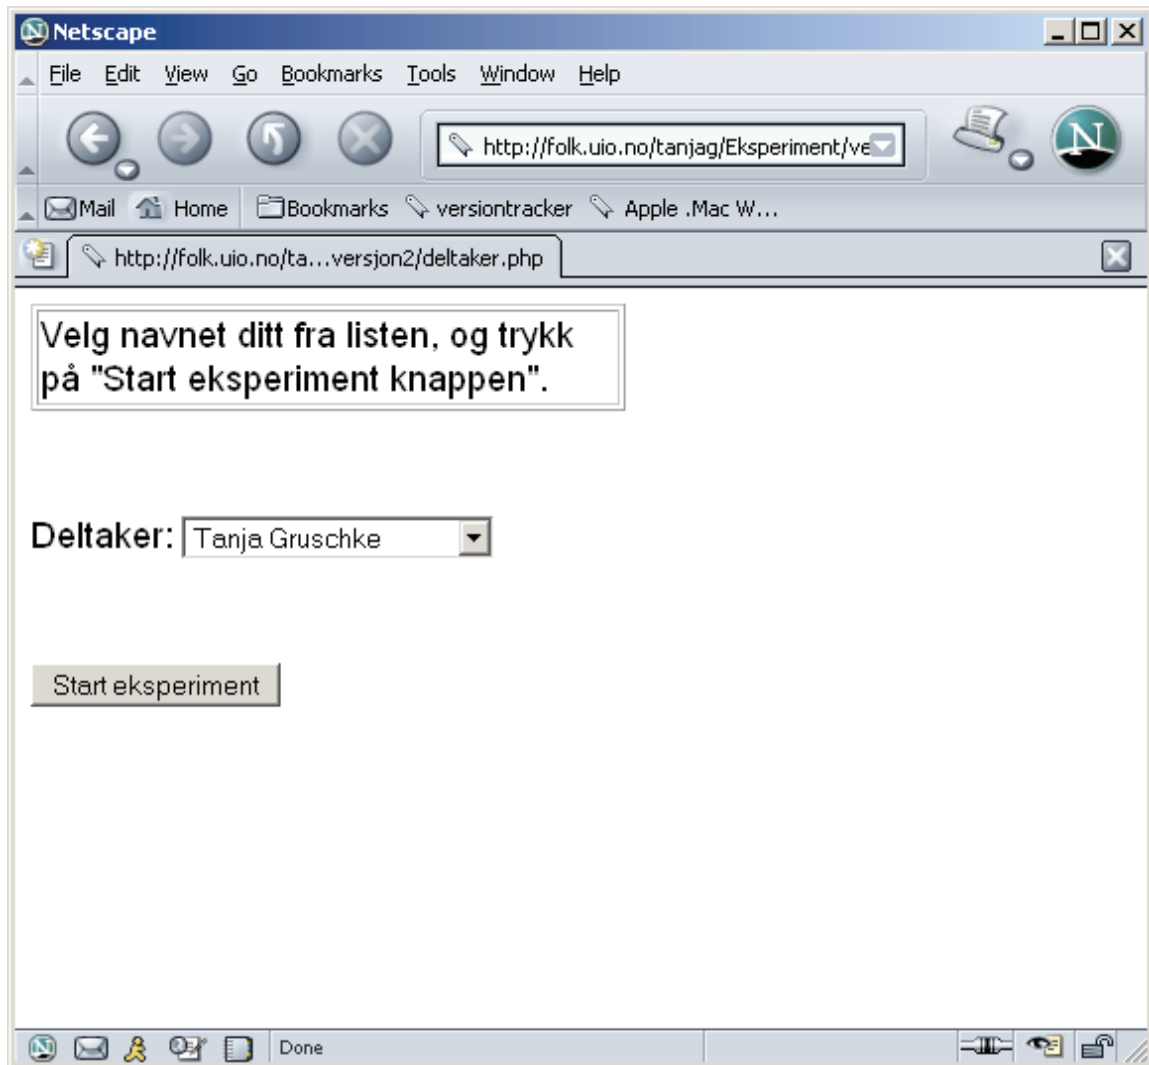 Netscape
File Edit View Go Bookmarks Tools Window Help
http://folk.uio.no/tanjag/Eksperiment/ve
N
Mail Home Bookmarks versiontracker Apple .Mac W...
http://folk.uio.no/ta...versjon2/deltaker.php
Velg navnet ditt fra listen, og trykk
på "Start eksperiment knappen".
Deltaker: Tanja Gruschke
Start eksperiment
Done